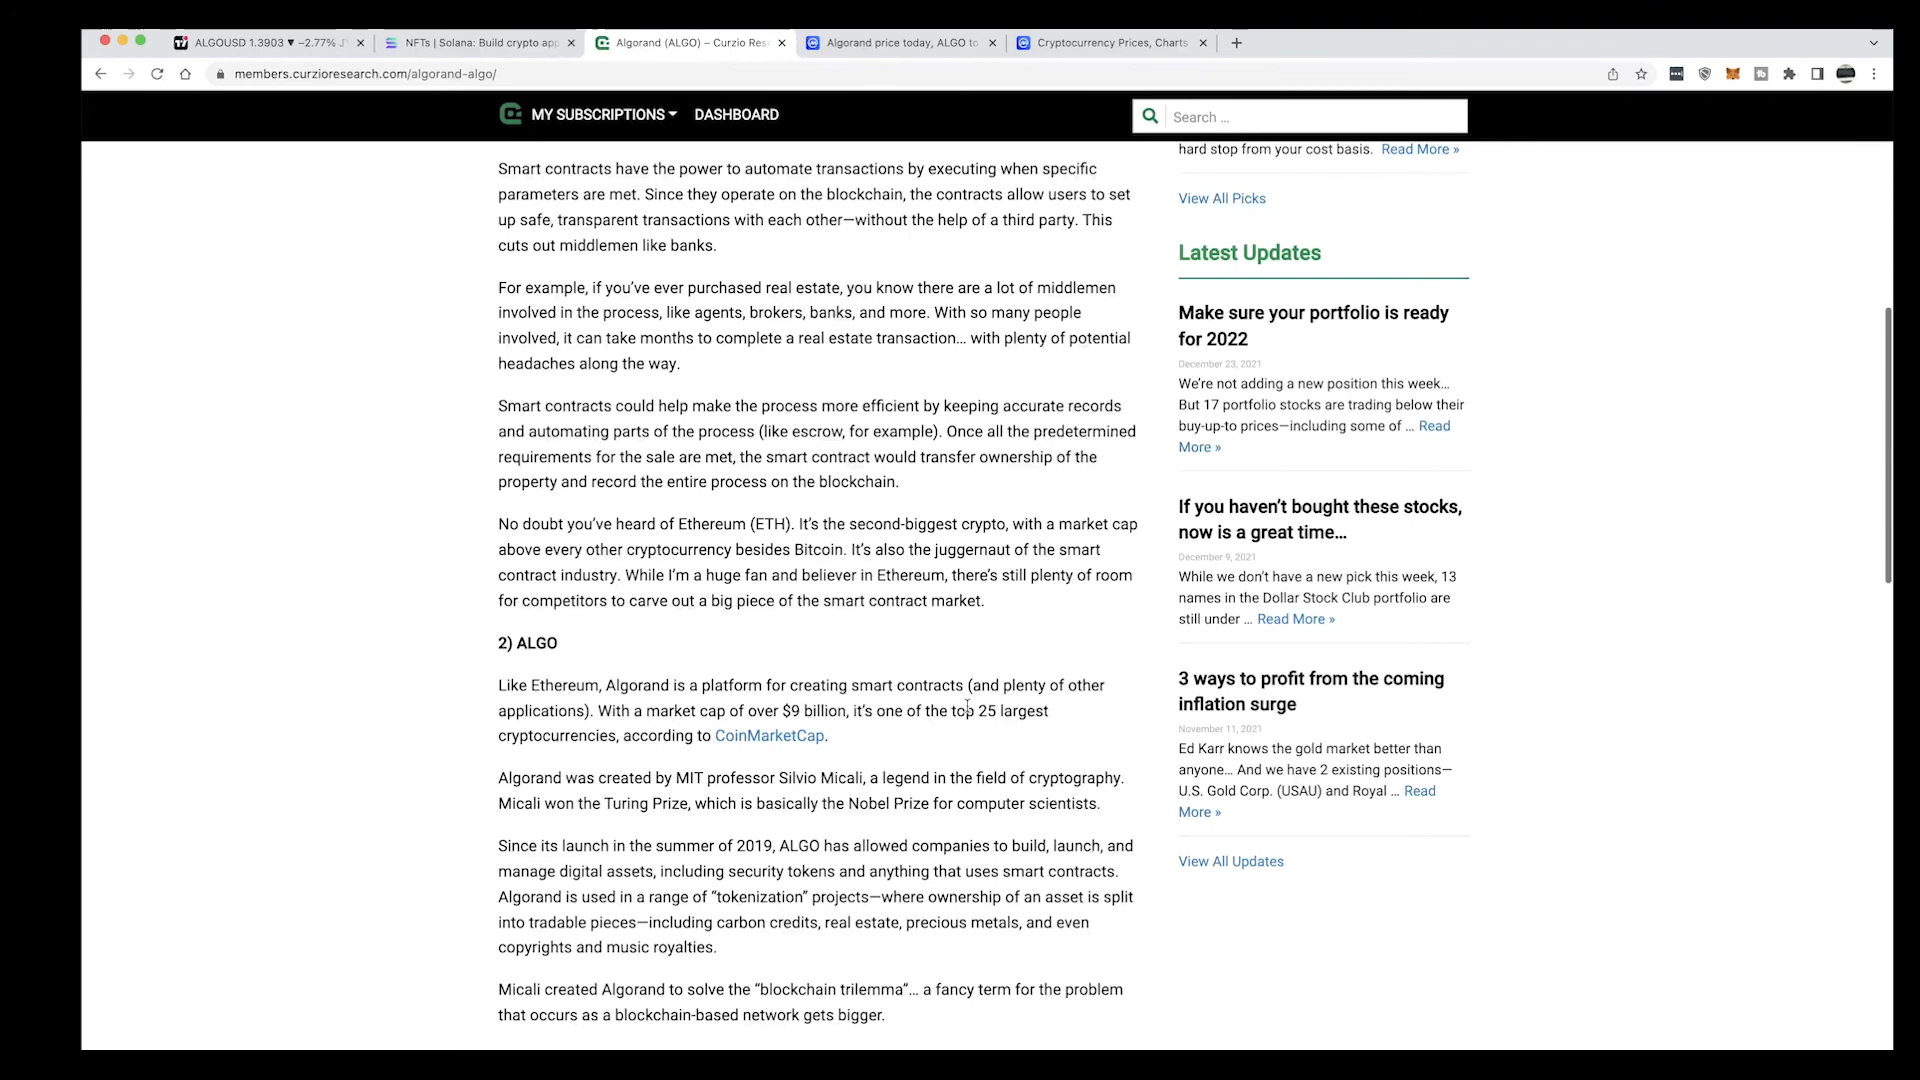 ALGOUSD 1.3903 ▼ −2.77%
NFTs | Solana: Build crypto app
Algorand (ALGO) – Curzio Res
Algorand price today, ALGO to
Cryptocurrency Prices, Charts
members.curzioresearch.com/algorand-algo/
MY SUBSCRIPTIONS
DASHBOARD
Search ...
Smart contracts have the power to automate transactions by executing when specific
parameters are met. Since they operate on the blockchain, the contracts allow users to set
up safe, transparent transactions with each other—without the help of a third party. This
cuts out middlemen like banks.
For example, if you’ve ever purchased real estate, you know there are a lot of middlemen
involved in the process, like agents, brokers, banks, and more. With so many people
involved, it can take months to complete a real estate transaction… with plenty of potential
headaches along the way.
Smart contracts could help make the process more efficient by keeping accurate records
and automating parts of the process (like escrow, for example). Once all the predetermined
requirements for the sale are met, the smart contract would transfer ownership of the
property and record the entire process on the blockchain.
No doubt you’ve heard of Ethereum (ETH). It’s the second-biggest crypto, with a market cap
above every other cryptocurrency besides Bitcoin. It’s also the juggernaut of the smart
contract industry. While I’m a huge fan and believer in Ethereum, there’s still plenty of room
for competitors to carve out a big piece of the smart contract market.
2) ALGO
Like Ethereum, Algorand is a platform for creating smart contracts (and plenty of other
applications). With a market cap of over $9 billion, it’s one of the top 25 largest
cryptocurrencies, according to CoinMarketCap.
Algorand was created by MIT professor Silvio Micali, a legend in the field of cryptography.
Micali won the Turing Prize, which is basically the Nobel Prize for computer scientists.
Since its launch in the summer of 2019, ALGO has allowed companies to build, launch, and
manage digital assets, including security tokens and anything that uses smart contracts.
Algorand is used in a range of “tokenization” projects—where ownership of an asset is split
into tradable pieces—including carbon credits, real estate, precious metals, and even
copyrights and music royalties.
Micali created Algorand to solve the “blockchain trilemma”… a fancy term for the problem
that occurs as a blockchain-based network gets bigger.
hard stop from your cost basis. Read More »
View All Picks
Latest Updates
Make sure your portfolio is ready
for 2022
December 23, 2021
We’re not adding a new position this week…
But 17 portfolio stocks are trading below their
buy-up-to prices—including some of … Read
More »
If you haven’t bought these stocks,
now is a great time…
December 9, 2021
While we don’t have a new pick this week, 13
names in the Dollar Stock Club portfolio are
still under … Read More »
3 ways to profit from the coming
inflation surge
November 11, 2021
Ed Karr knows the gold market better than
anyone… And we have 2 existing positions—
U.S. Gold Corp. (USAU) and Royal … Read
More »
View All Updates